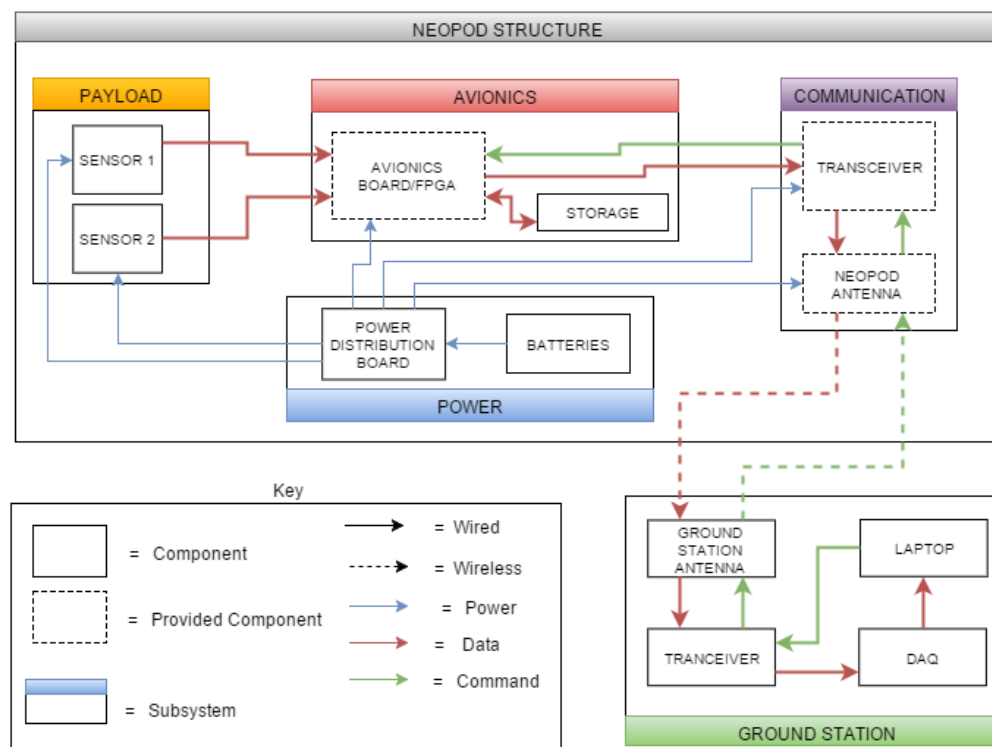 NEOPOD STRUCTURE
PAYLOAD
SENSOR 1
SENSOR 2
AVIONICS
AVIONICS
BOARD/FPGA
STORAGE
COMMUNICATION
TRANSCEIVER
NEOPOD
ANTENNA
POWER
DISTRIBUTION
BOARD
BATTERIES
POWER
Key
= Component
= Provided Component
= Subsystem
= Wired
= Wireless
= Power
= Data
= Command
GROUND
STATION
ANTENNA
LAPTOP
TRANCEIVER
DAQ
GROUND STATION